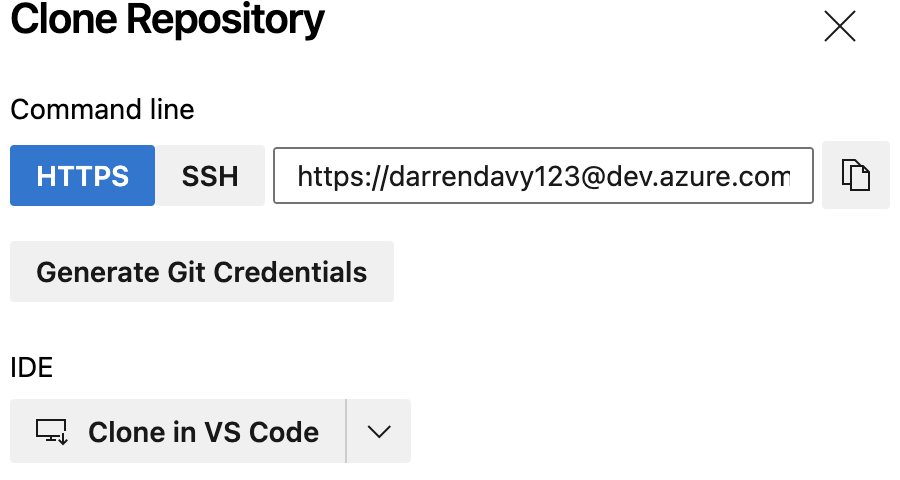 Clone Repository
Command line
HTTPS SSH https://darrendavy123@dev.azure.com
Generate Git Credentials
IDE
Clone in VS Code